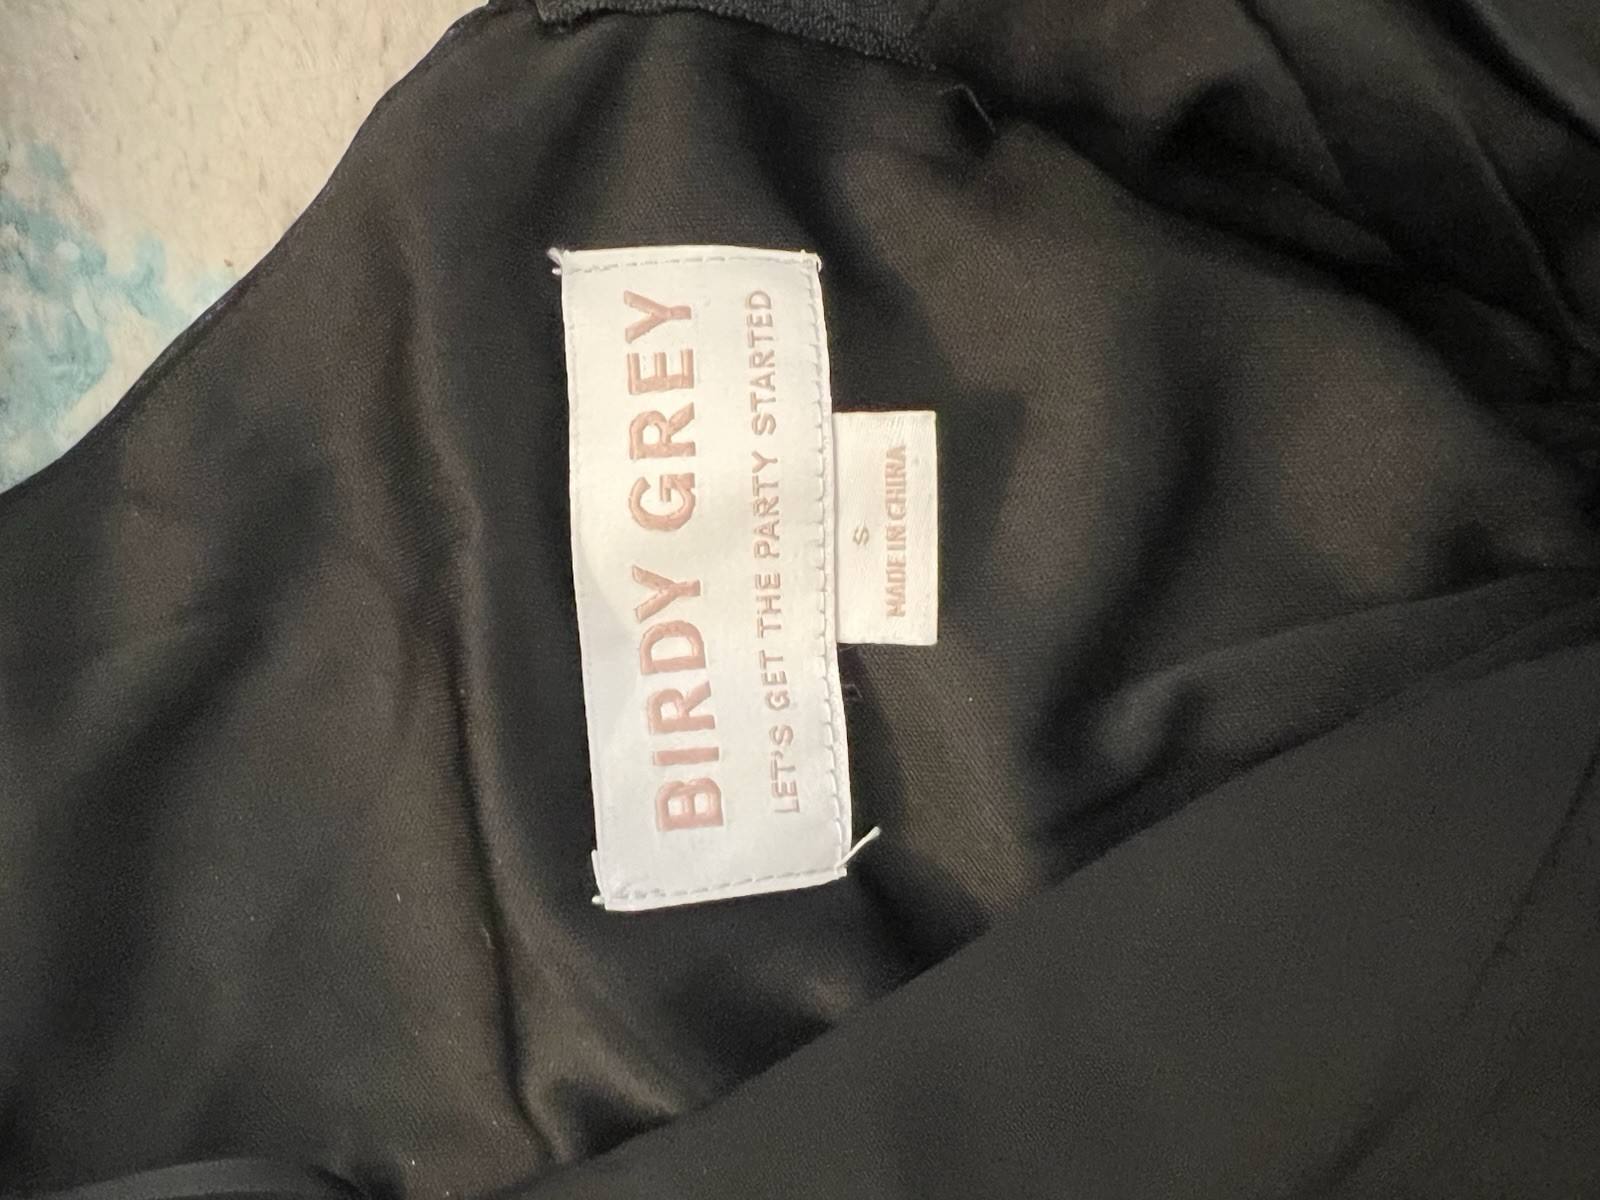 BIRDY GREY
LET'S GET THE PARTY STARTED
S
MADE IN CHINA